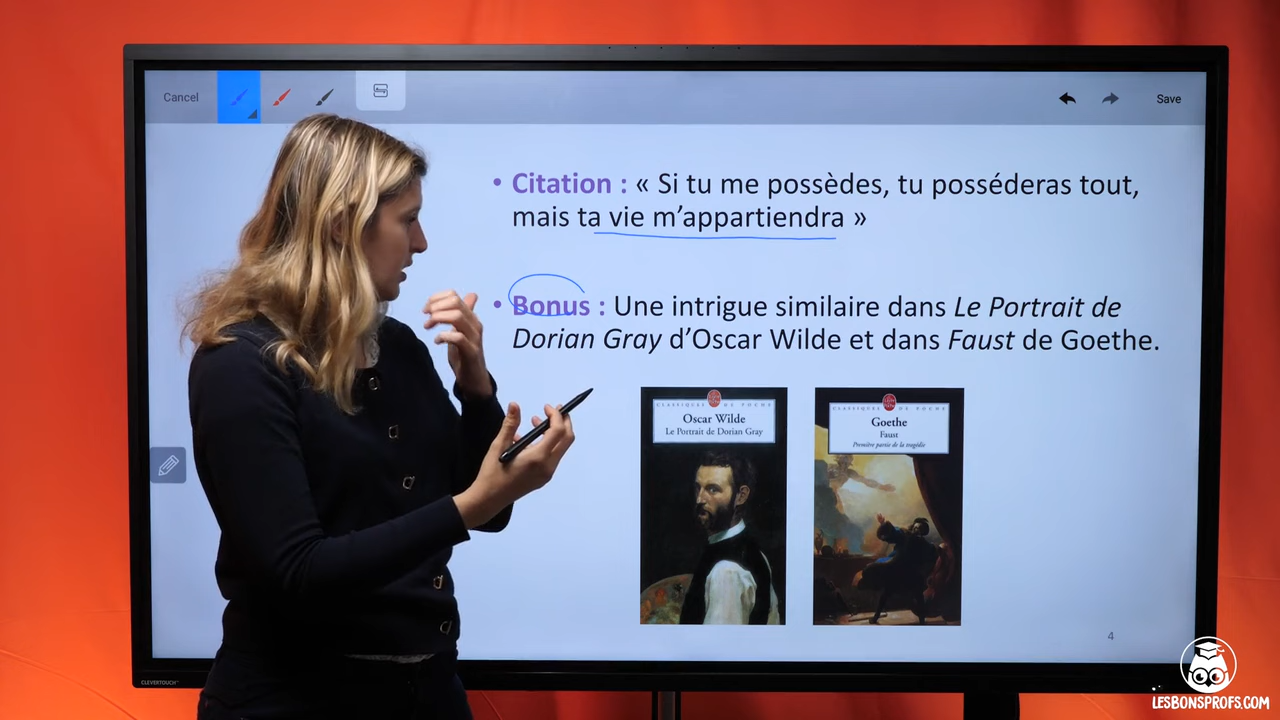 Cancel
Save
• Citation : « Si tu me possèdes, tu posséderas tout,
mais ta vie m’appartiendra »
• Bonus : Une intrigue similaire dans Le Portrait de
Dorian Gray d’Oscar Wilde et dans Faust de Goethe.
CLASSIQUES DE POCHE
Oscar Wilde
Le Portrait de Dorian Gray
CLASSIQUES DE POCHE
Goethe
Faust
Première partie de la tragédie
4
CLEVERTOUCH
LESBONSPROFS.COM